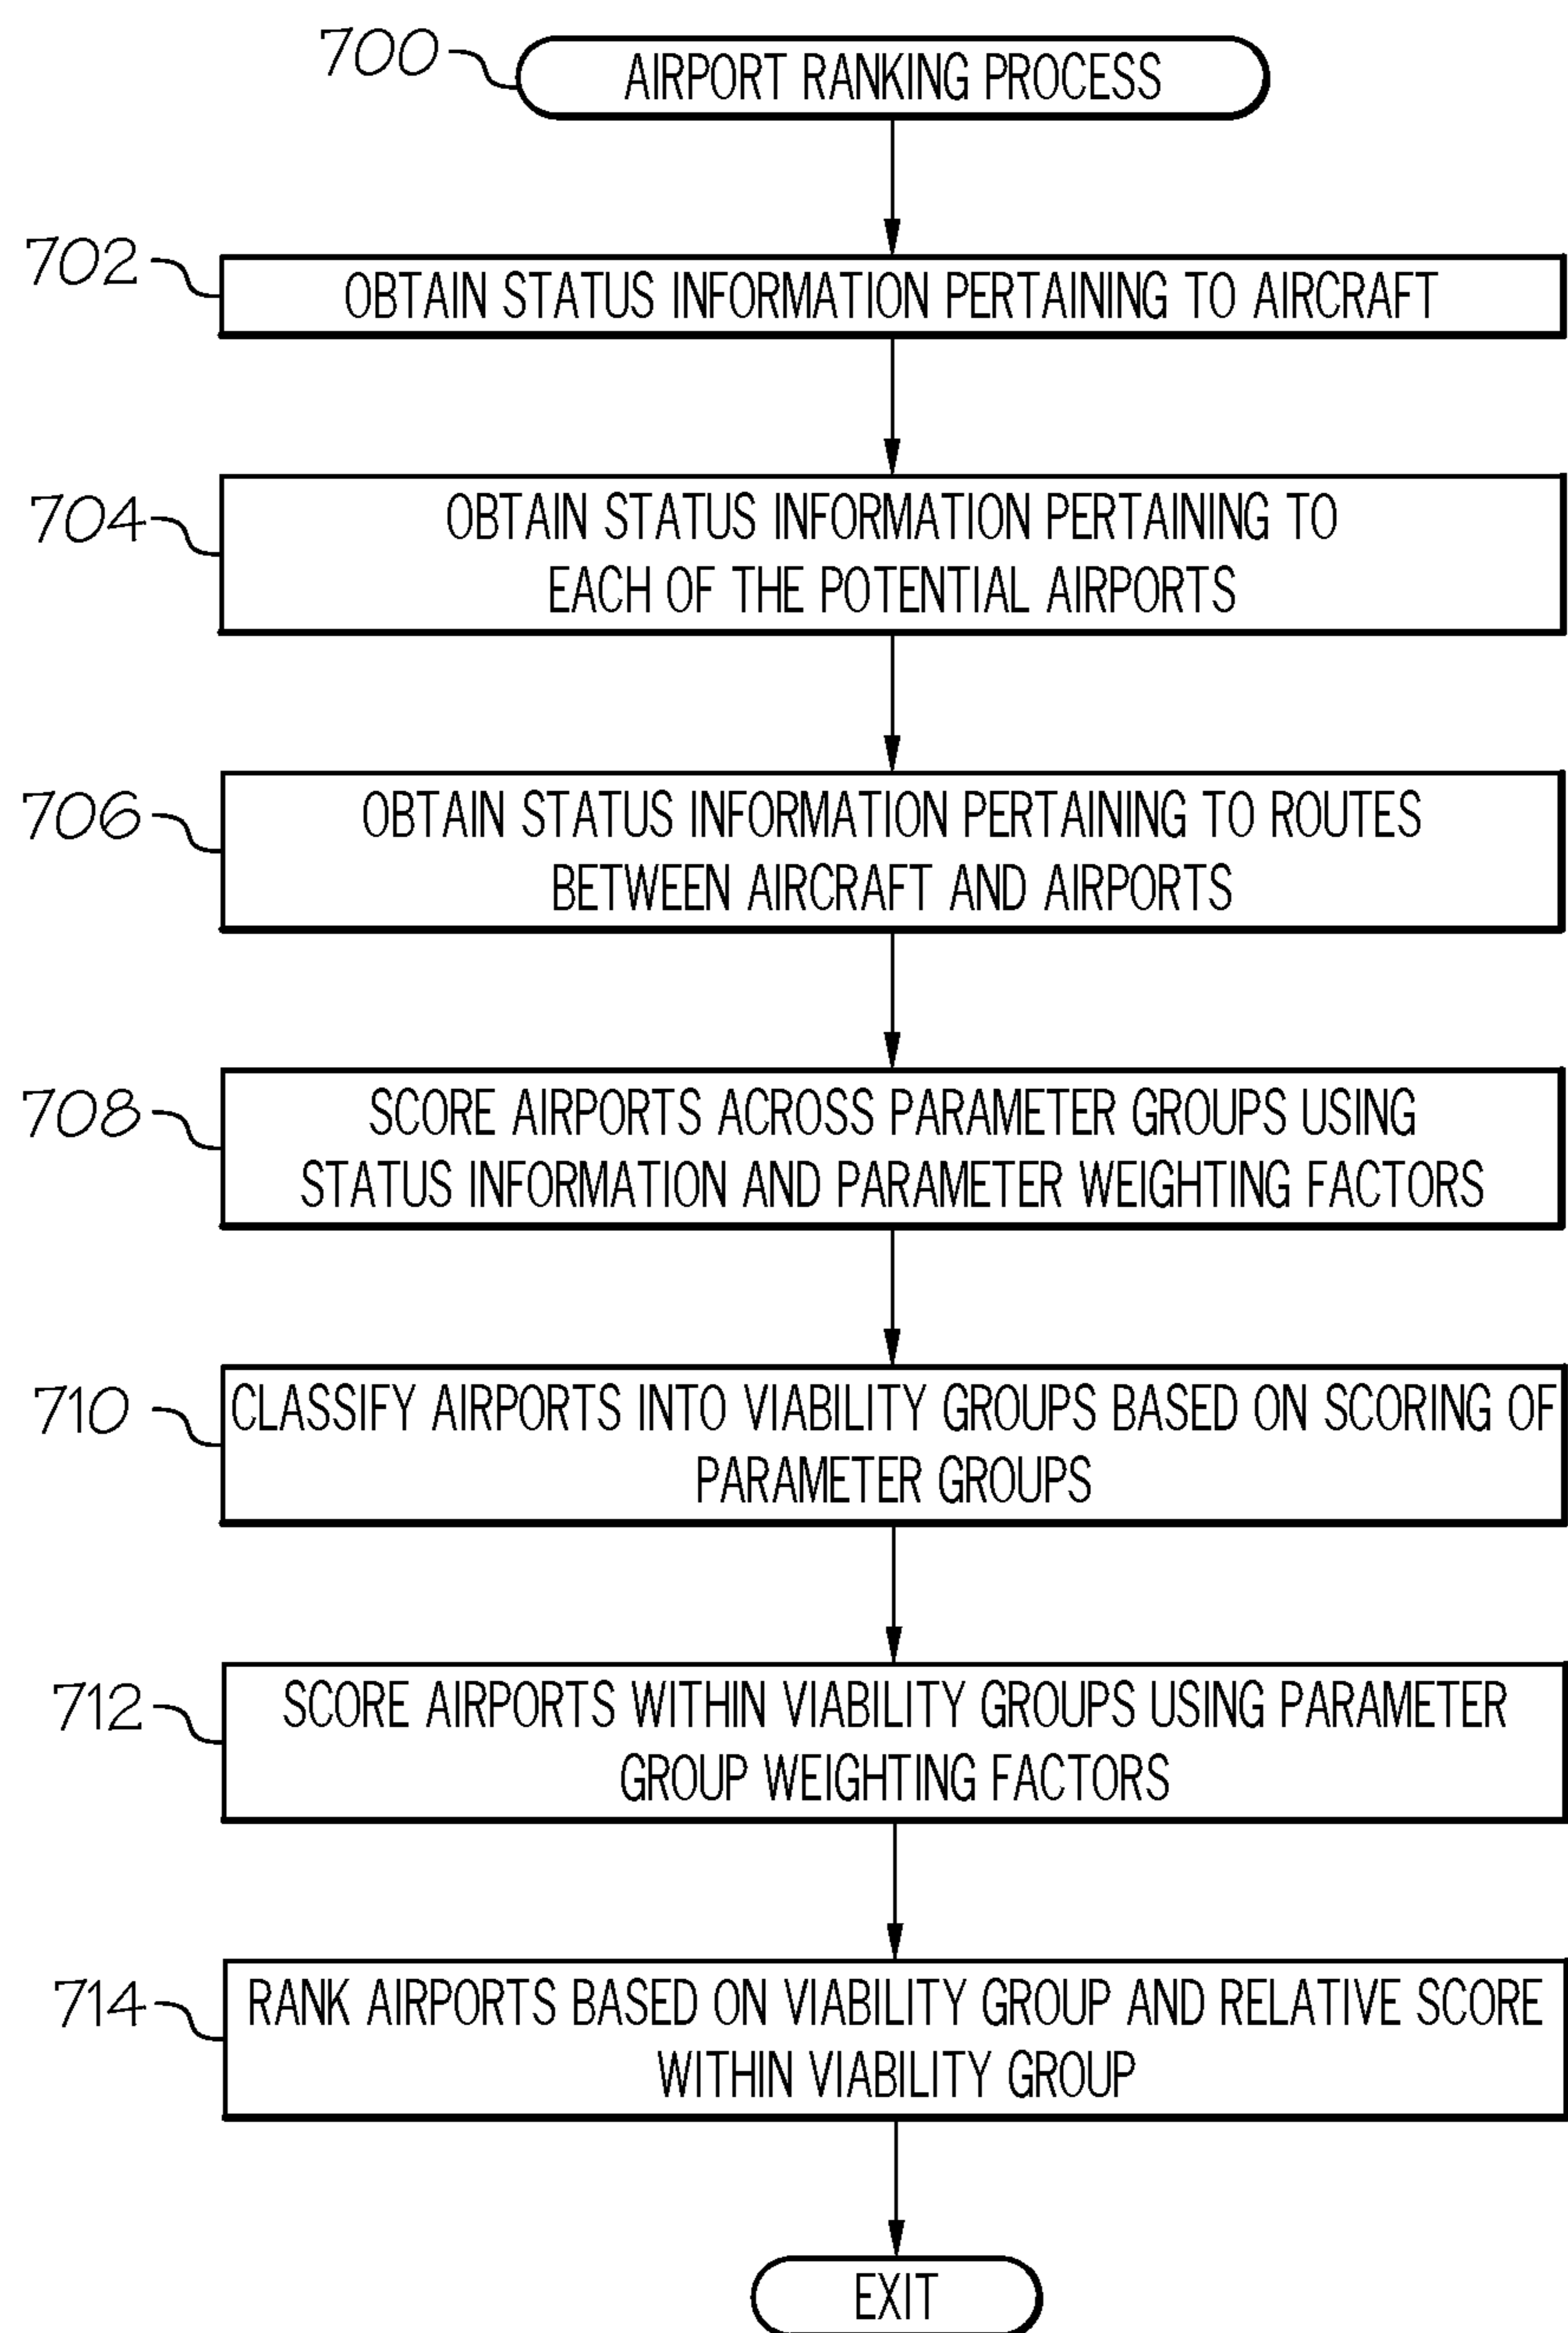 700
AIRPORT RANKING PROCESS
702
OBTAIN STATUS INFORMATION PERTAINING TO AIRCRAFT
704
OBTAIN STATUS INFORMATION PERTAINING TO
EACH OF THE POTENTIAL AIRPORTS
706
OBTAIN STATUS INFORMATION PERTAINING TO ROUTES
BETWEEN AIRCRAFT AND AIRPORTS
708
SCORE AIRPORTS ACROSS PARAMETER GROUPS USING
STATUS INFORMATION AND PARAMETER WEIGHTING FACTORS
710
CLASSIFY AIRPORTS INTO VIABILITY GROUPS BASED ON SCORING OF
PARAMETER GROUPS
712
SCORE AIRPORTS WITHIN VIABILITY GROUPS USING PARAMETER
GROUP WEIGHTING FACTORS
714
RANK AIRPORTS BASED ON VIABILITY GROUP AND RELATIVE SCORE
WITHIN VIABILITY GROUP
EXIT